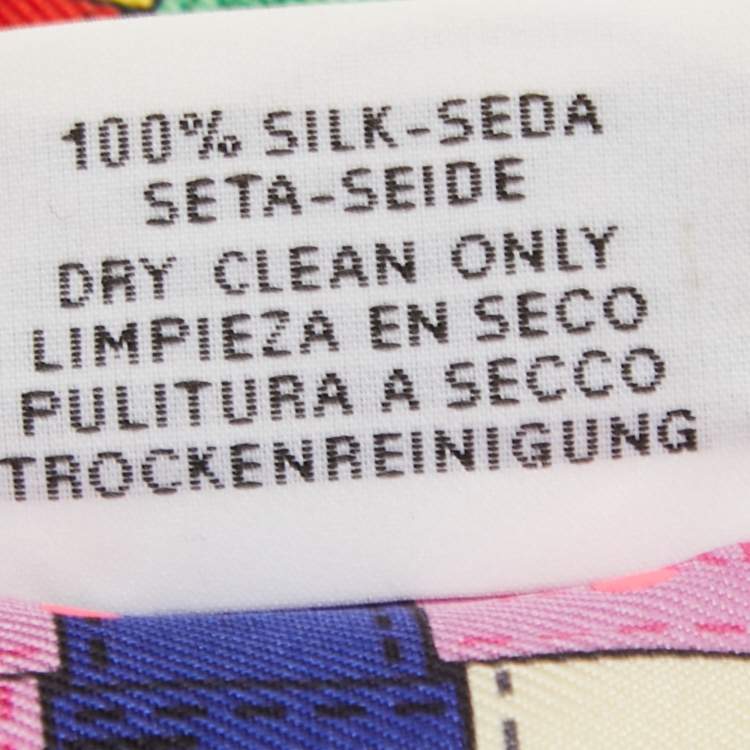 100% SILK-SEDA
SETA-SEIDE
DRY CLEAN ONLY
LIMPIEZA EN SECO
PULITURA A SECCO
TROCKENREINIGUNG